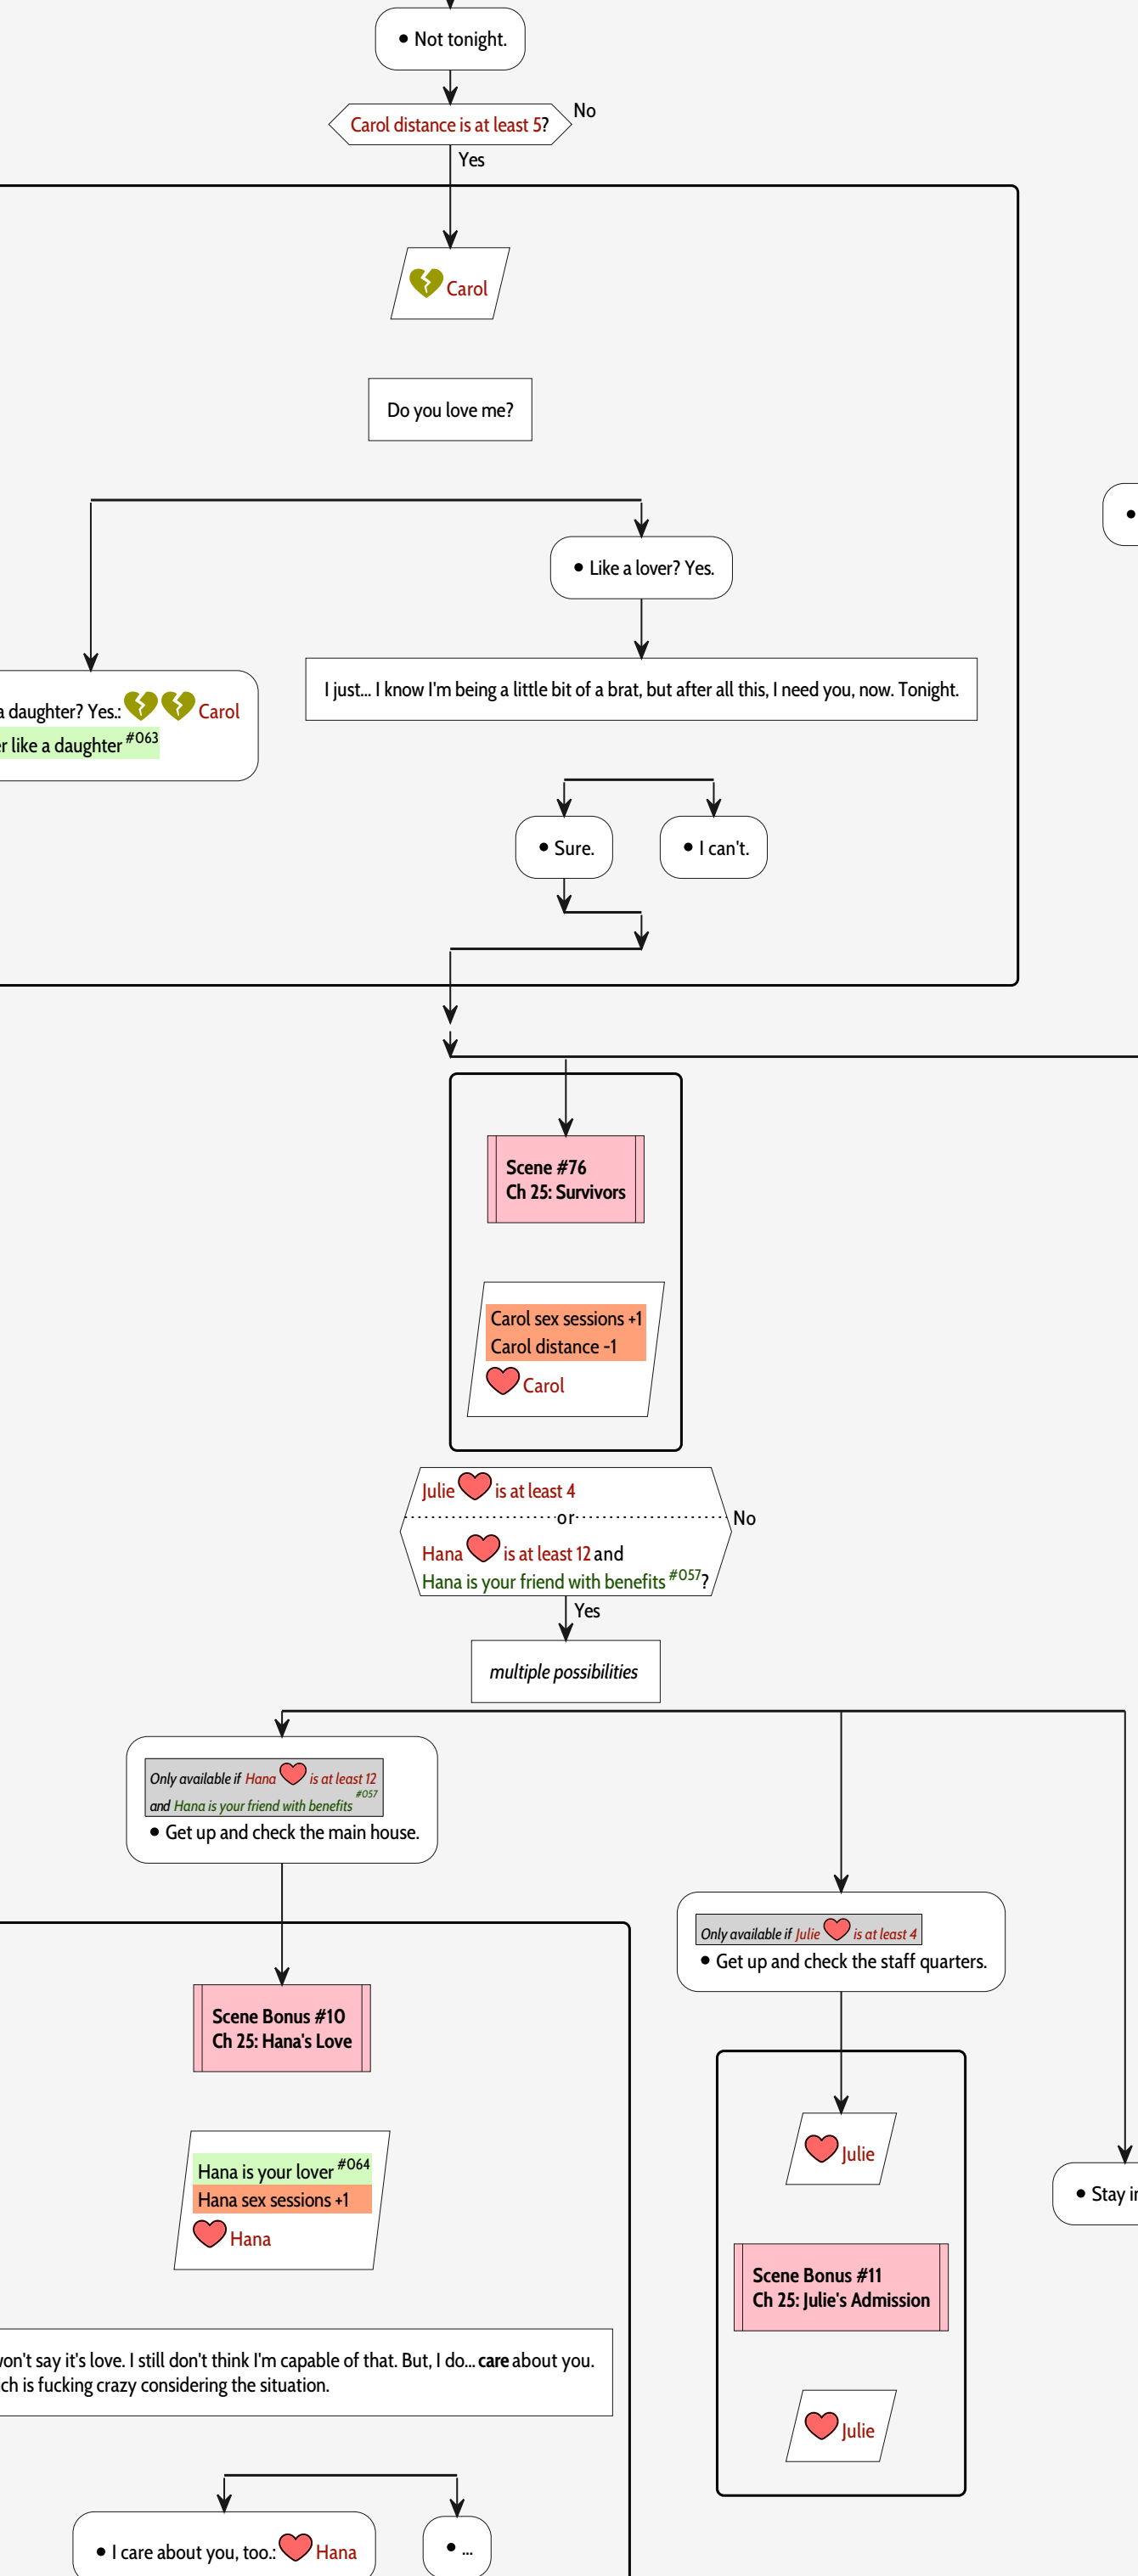 • Not tonight.
Carol distance is at least 5?
No
Yes
Carol
Do you love me?
• Like a lover? Yes.
I just... I know I'm being a little bit of a brat, but after all this, I need you, now. Tonight.
a daughter? Yes.: Carol
er like a daughter #063
• Sure.
• I can't.
Scene #76
Ch 25: Survivors
Carol sex sessions +1
Carol distance -1
Carol
Julie is at least 4
or
No
Hana is at least 12 and
Hana is your friend with benefits #057?
Yes
multiple possibilities
Only available if Hana is at least 12
and Hana is your friend with benefits #057
• Get up and check the main house.
Only available if Julie is at least 4
• Get up and check the staff quarters.
Scene Bonus #10
Ch 25: Hana's Love
Julie
Hana is your lover #064
Hana sex sessions +1
Hana
• Stay in
Scene Bonus #11
Ch 25: Julie's Admission
won't say it's love. I still don't think I'm capable of that. But, I do... care about you.
ch is fucking crazy considering the situation.
Julie
• I care about you, too.: Hana
• ...